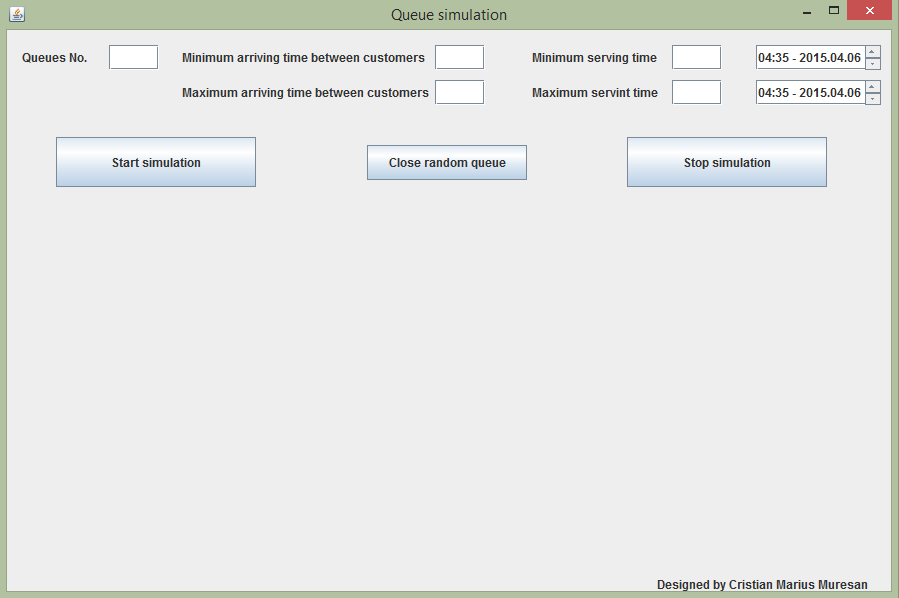 Queue simulation
Queues No. Minimum arriving time between customers Minimum serving time 04:35 - 2015.04.06
Maximum arriving time between customers Maximum servint time 04:35 - 2015.04.06
Start simulation Close random queue Stop simulation
Designed by Cristian Marius Muresan